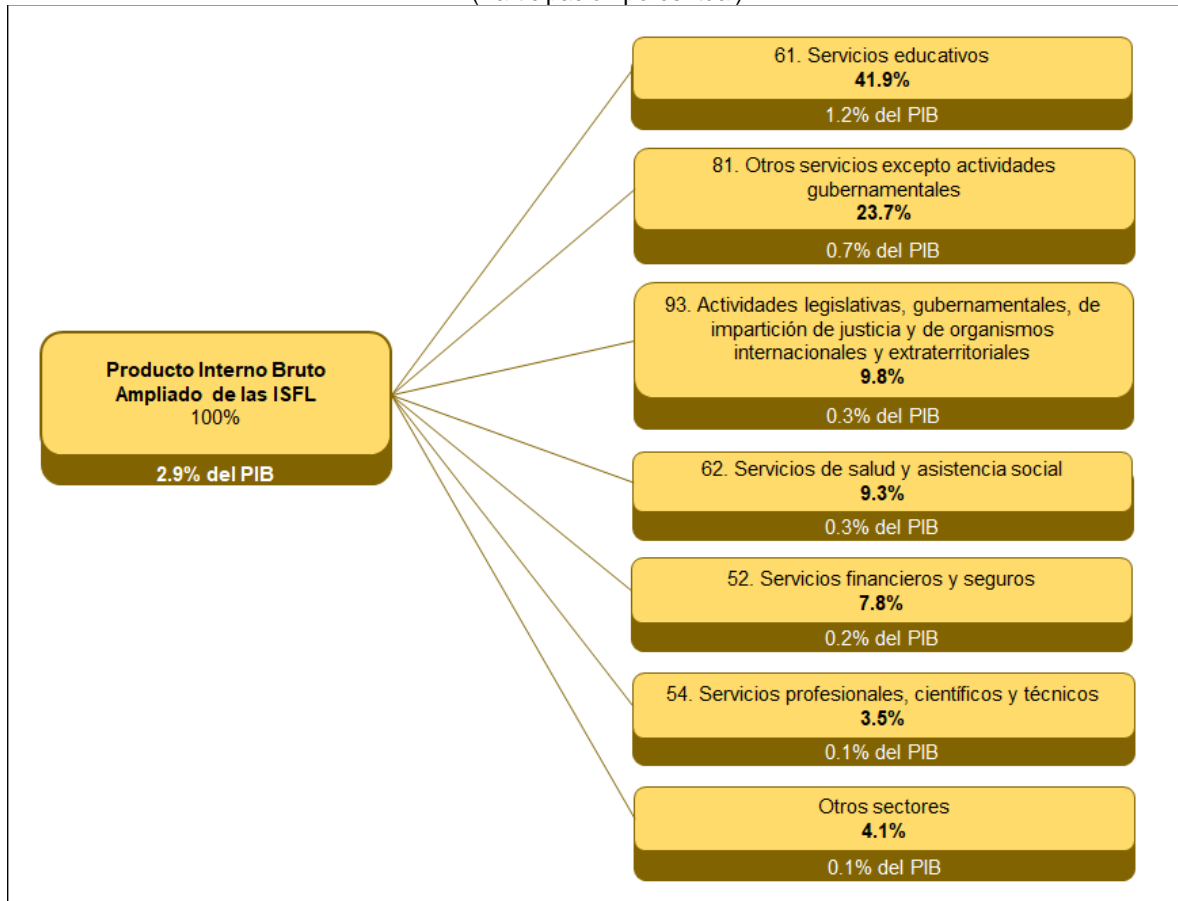 61. Servicios educativos
41.9%
1.2% del PIB
81. Otros servicios excepto actividades
gubernamentales
23.7%
0.7% del PIB
93. Actividades legislativas, gubernamentales, de
impartición de justicia y de organismos
internacionales y extraterritoriales
9.8%
0.3% del PIB
Producto Interno Bruto
Ampliado de las ISFL
100%
2.9% del PIB
62. Servicios de salud y asistencia social
9.3%
0.3% del PIB
52. Servicios financieros y seguros
7.8%
0.2% del PIB
54. Servicios profesionales, científicos y técnicos
3.5%
0.1% del PIB
Otros sectores
4.1%
0.1% del PIB